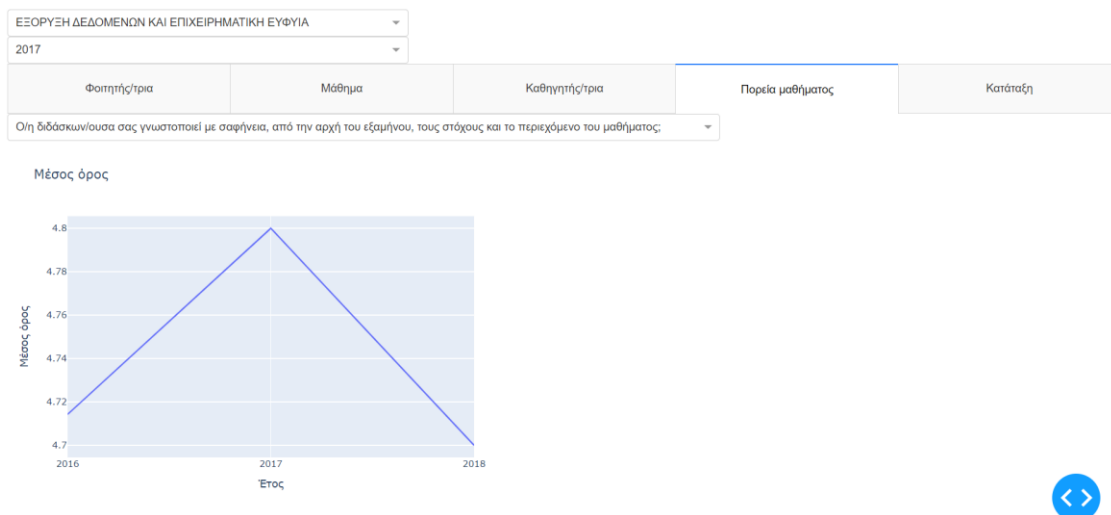 ΕΞΟΡΥΞΗ ΔΕΔΟΜΕΝΩΝ ΚΑΙ ΕΠΙΧΕΙΡΗΜΑΤΙΚΗ ΕΥΦΥΙΑ
2017
Φοιτητής/τρια Μάθημα Καθηγητής/τρια Πορεία μαθήματος Κατάταξη
Ο/η διδάσκων/ουσα σας γνωστοποιεί με σαφήνεια, από την αρχή του εξαμήνου, τους στόχους και το περιεχόμενο του μαθήματος;
Μέσος όρος
4.8
4.78
4.76
4.74
4.72
4.7
Μέσος όρος
2016 2017 2018
Έτος